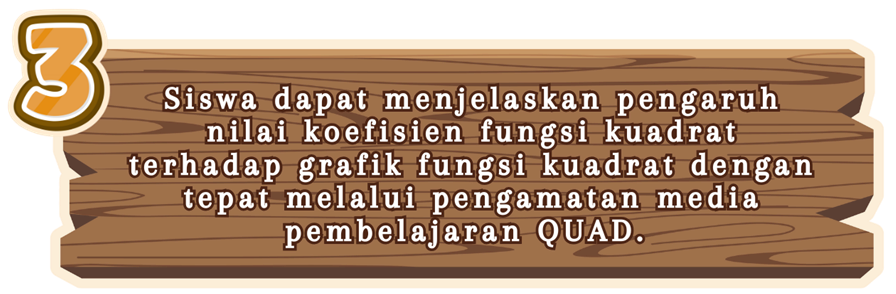 3
Siswa dapat menjelaskan pengaruh
nilai koefisien fungsi kuadrat
terhadap grafik fungsi kuadrat dengan
tepat melalui pengamatan media
pembelajaran QUAD.